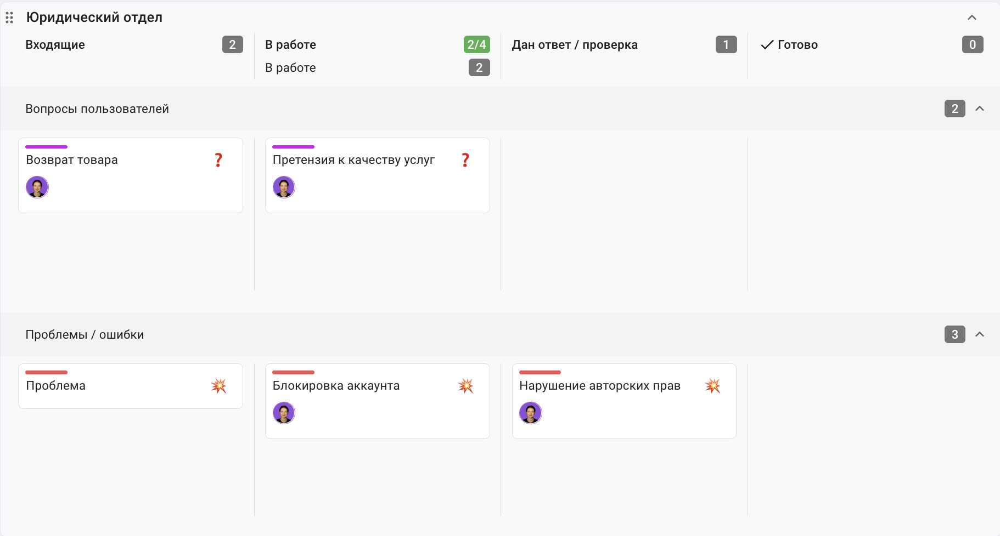 Юридический отдел
Входящие 2
В работе 2/4
В работе 2
Дан ответ / проверка 1
Готово 0
Вопросы пользователей 2
Возврат товара
Претензия к качеству услуг
Проблемы / ошибки 3
Проблема
Блокировка аккаунта
Нарушение авторских прав